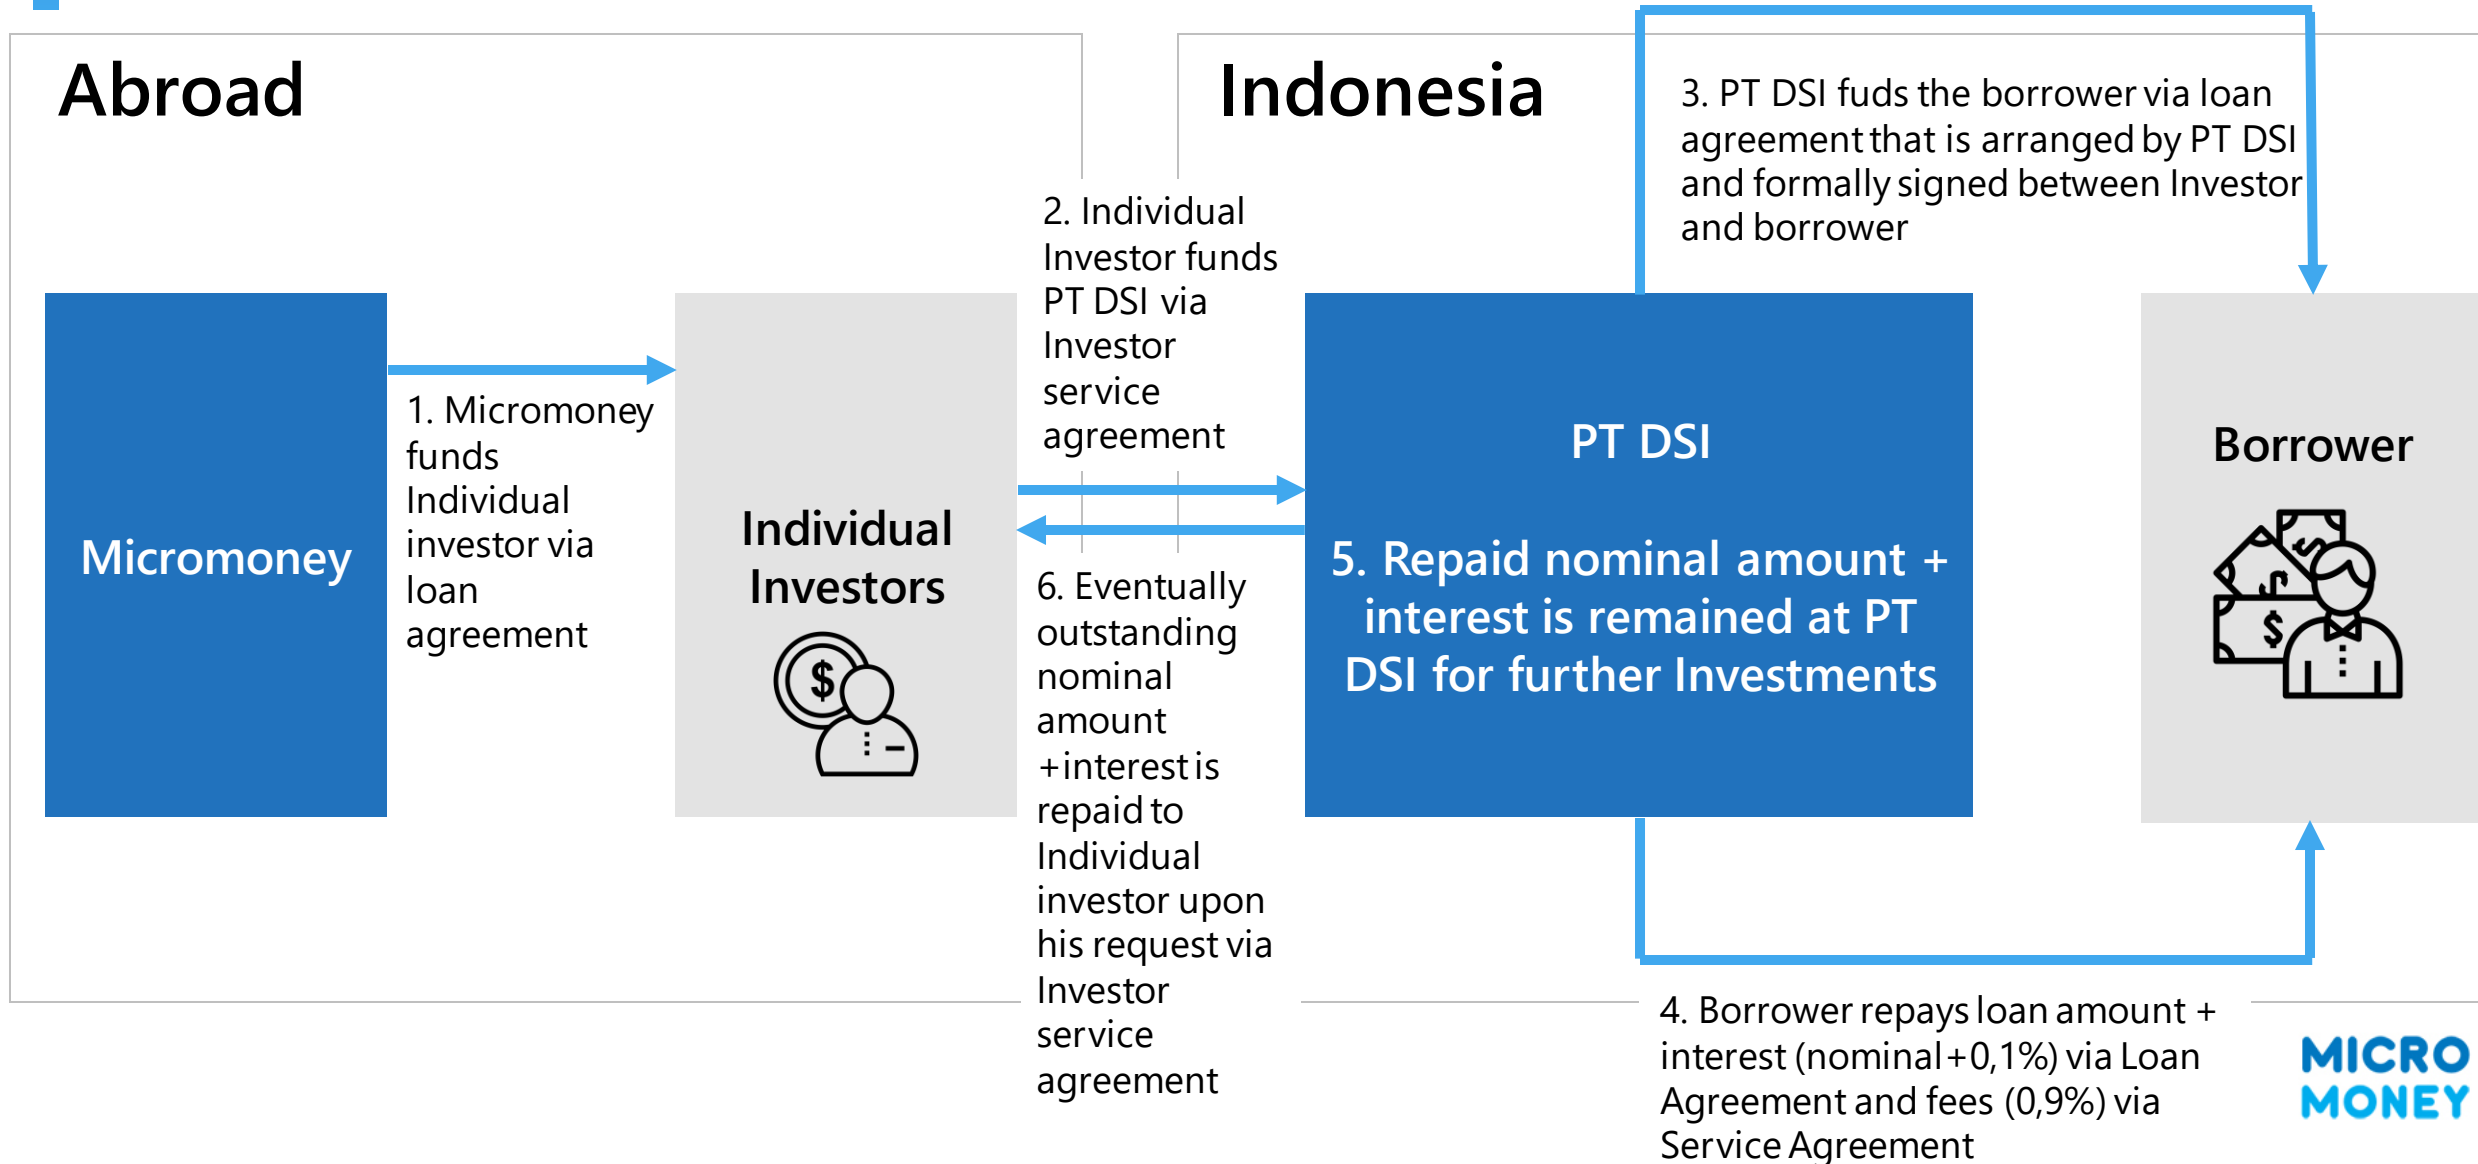 Abroad
Indonesia
3. PT DSI fuds the borrower via loan
agreement that is arranged by PT DSI
and formally signed between Investor
and borrower
2. Individual
Investor funds
PT DSI via
Investor
service
agreement
Micromoney
1. Micromoney
funds
Individual
investor via
loan
agreement
Individual
Investors
$
PT DSI
5. Repaid nominal amount +
interest is remained at PT
DSI for further Investments
Borrower
$
$
$
6. Eventually
outstanding
nominal
amount
+interest is
repaid to
Individual
investor upon
his request via
Investor
service
agreement
4. Borrower repays loan amount +
interest (nominal+0,1%) via Loan
Agreement and fees (0,9%) via
Service Agreement
MICRO
MONEY